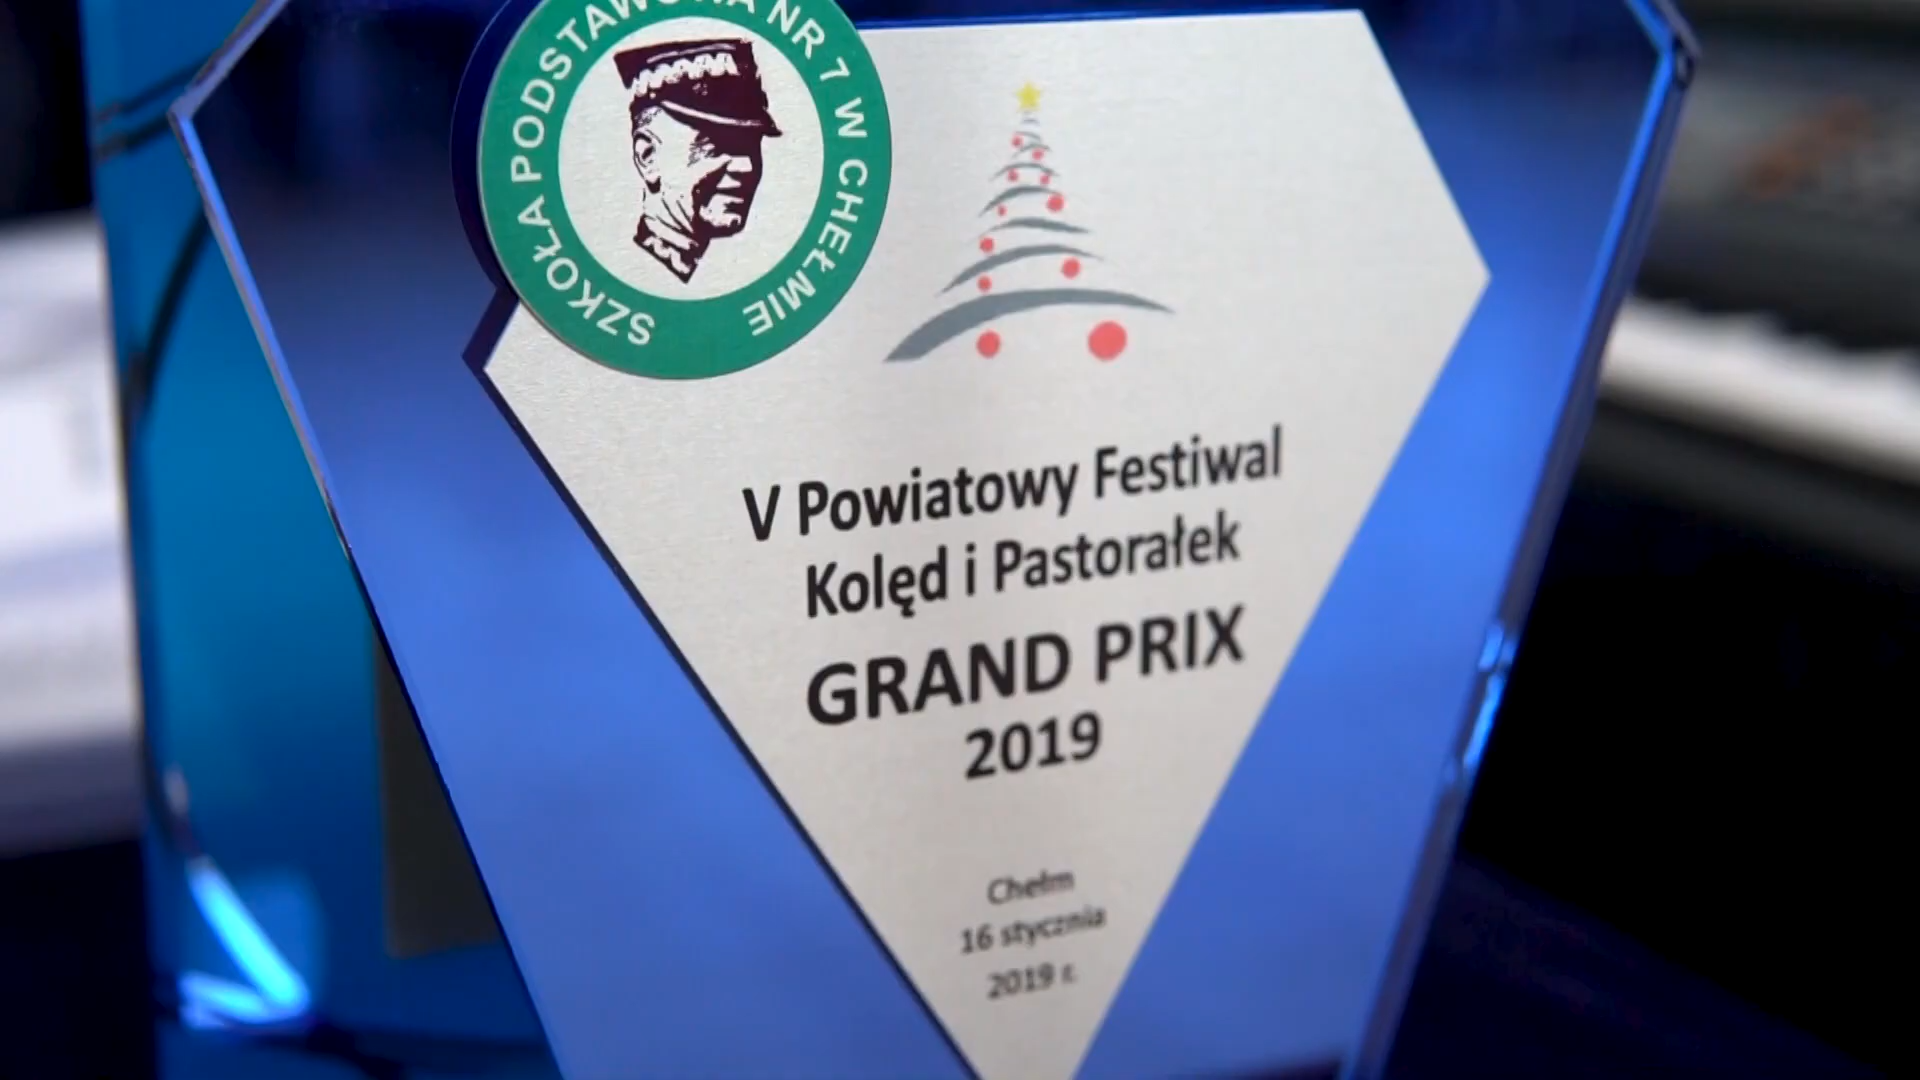 SZKOŁA PODSTAWOWA NR 7 W CHEŁMIE
V Powiatowy Festiwal
Kolęd i Pastorałek
GRAND PRIX
2019
Chełm
16 stycznia
2019 r.